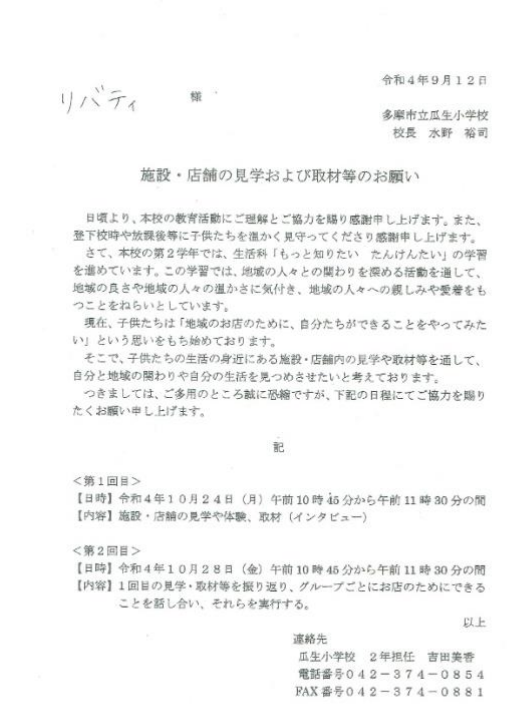 令和４年９月１２日
リバティ 様
多摩市立瓜生小学校
校長　水野　裕司
施設・店舗の見学および取材等のお願い
日頃より、本校の教育活動にご理解とご協力を賜り感謝申し上げます。また、
登下校時や放課後等に子供たちを温かく見守ってくださり感謝申し上げます。
さて、本校の第２学年では、生活科「もっと知りたい　たんけんたい」の学習
を進めています。この学習では、地域の人々との関わりを深める活動を通して、
地域の良さや地域の人々の温かさに気付き、地域の人々への親しみや愛着をも
つことをねらいとしています。
現在、子供たちは「地域のお店のために、自分たちができることをやってみた
い」という思いをもち始めております。
そこで、子供たちの生活の身近にある施設・店舗内の見学や取材等を通して、
自分と地域の関わりや自分の生活を見つめさせたいと考えております。
つきましては、ご多用のところ誠に恐縮ですが、下記の日程にてご協力を賜り
たくお願い申し上げます。
記
＜第１回目＞
【日時】令和４年１０月２４日（月）午前 10 時 45 分から午前 11 時 30 分の間
【内容】施設・店舗の見学や体験、取材（インタビュー）
＜第２回目＞
【日時】令和４年１０月２８日（金）午前 10 時 45 分から午前 11 時 30 分の間
【内容】１回目の見学・取材等を振り返り、グループごとにお店のためにできる
ことを話し合い、それらを実行する。
以上
連絡先
瓜生小学校　２年担任　吉田美香
電話番号０４２－３７４－０８５４
FAX 番号０４２－３７４－０８８１